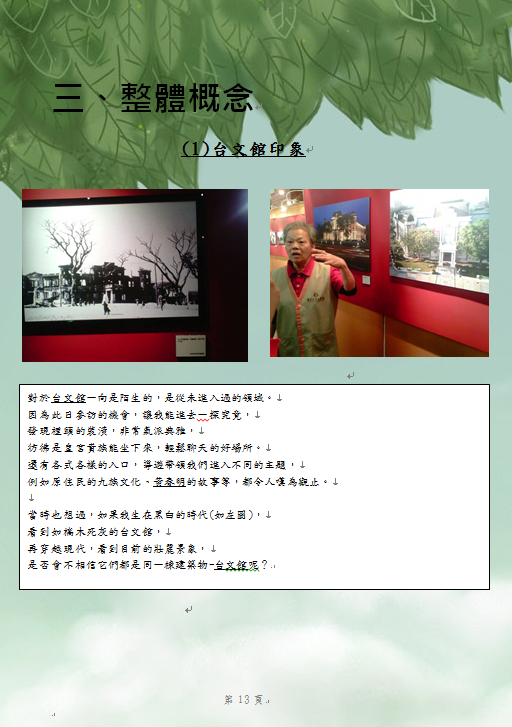 三、整體概念
(1)台文館印象
對於台文館一向是陌生的，是從未進入過的領域。
因為此日參訪的機會，讓我能進去一探究竟，
發現裡頭的裝潢，非常氣派典雅，
彷彿是皇宮貴族能坐下來，輕鬆聊天的好場所。
還有各式各樣的入口，導遊帶領我們進入不同的主題，
例如原住民的九族文化、黃春明的故事等，都令人嘆為觀止。
當時也想過，如果我生在黑白的時代(如左圖)，
看到如槁木死灰的台文館，
再穿越現代，看到目前的壯麗景象，
是否會不相信它們都是同一棟建築物-台文館呢？
第 13 頁